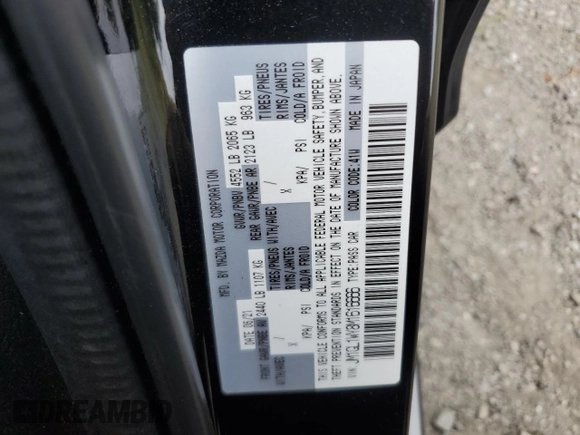 MFD. BY MAZDA MOTOR CORPORATION
DATE 06/21 GVWR/PNBV 4552 LB 2065 KG
FRONT GAWR/PNBE AV 2440 LB 1107 KG REAR GAWR/PNBE AR 2123 LB 963 KG
WITH/AVEC TIRES/PNEUS WITH/AVEC TIRES/PNEUS
X RIMS/JANTES X RIMS/JANTES
KPA/ PSI COLD/A FROID KPA/ PSI COLD/A FROID
THIS VEHICLE CONFORMS TO ALL APPLICABLE FEDERAL MOTOR VEHICLE SAFETY, BUMPER, AND
THEFT PREVENTION STANDARDS IN EFFECT ON THE DATE OF MANUFACTURE SHOWN ABOVE.
VIN: TYPE:PASS CAR COLOR CODE:41W MADE IN JAPAN
DREAMBID